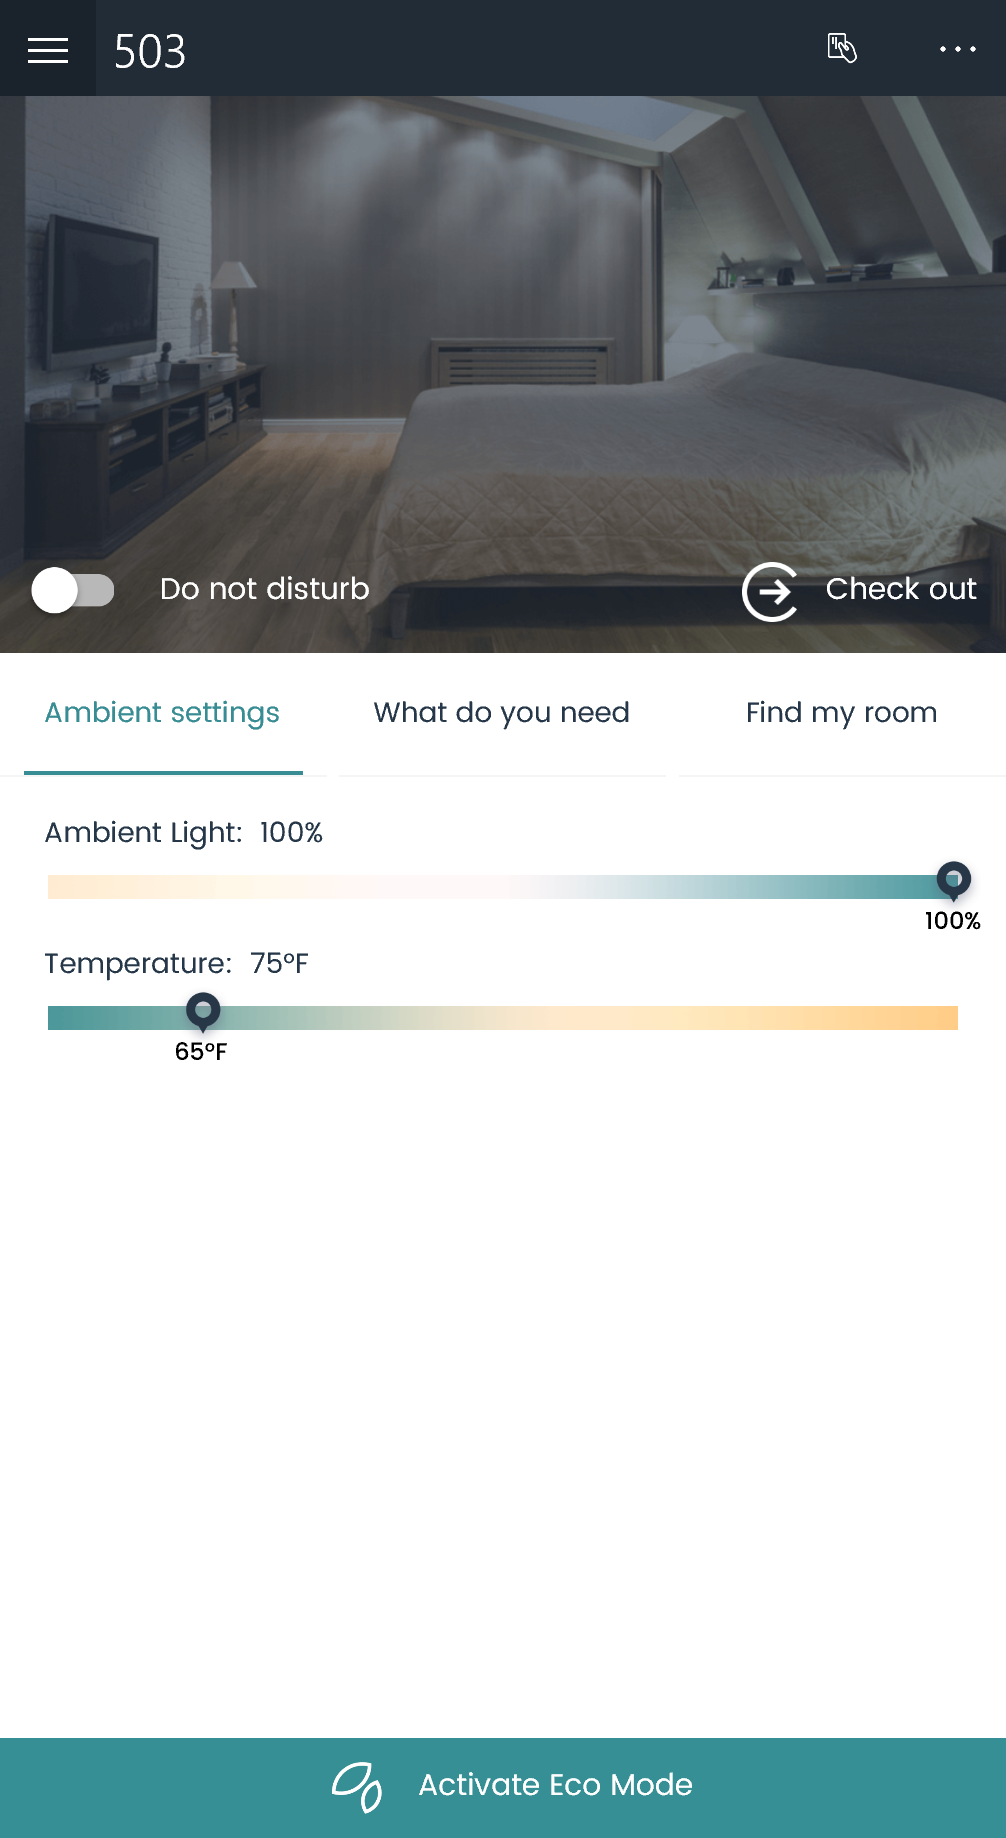 503
Do not disturb
Check out
Ambient settings
What do you need
Find my room
Ambient Light: 100%
100%
Temperature: 75°F
65°F
Activate Eco Mode